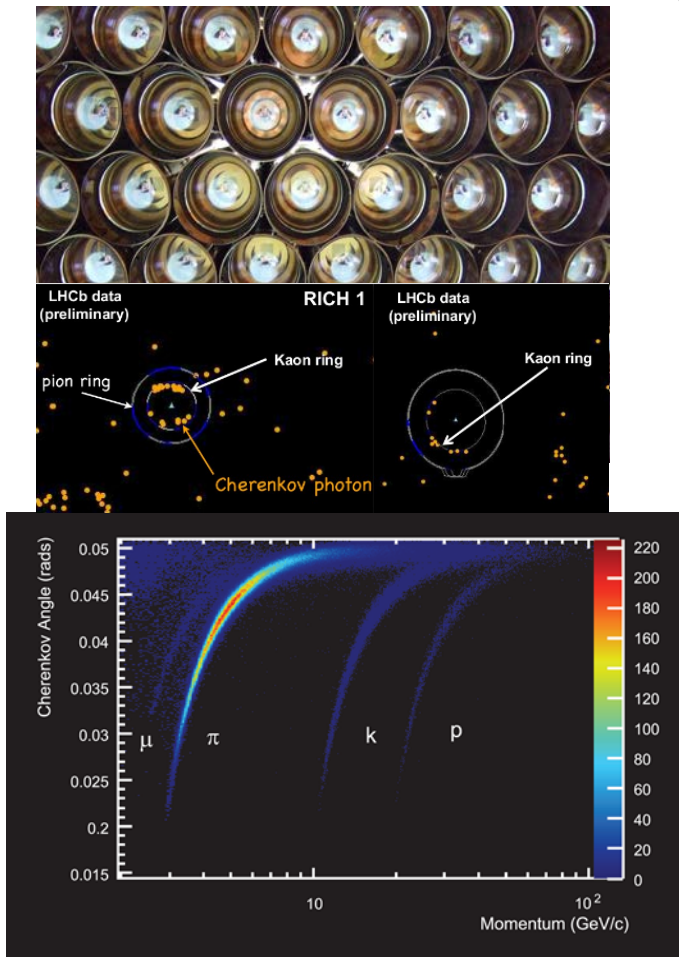 LHCb data
(preliminary)
RICH 1
Kaon ring
pion ring
Cherenkov photon
LHCb data
(preliminary)
Kaon ring
Cherenkov Angle (rads)
0.05
0.045
0.04
0.035
0.03
0.025
0.2
0.015
μ
π
k
p
10
10²
Momentum (GeV/c)
220
200
180
160
140
120
100
80
60
40
20
0